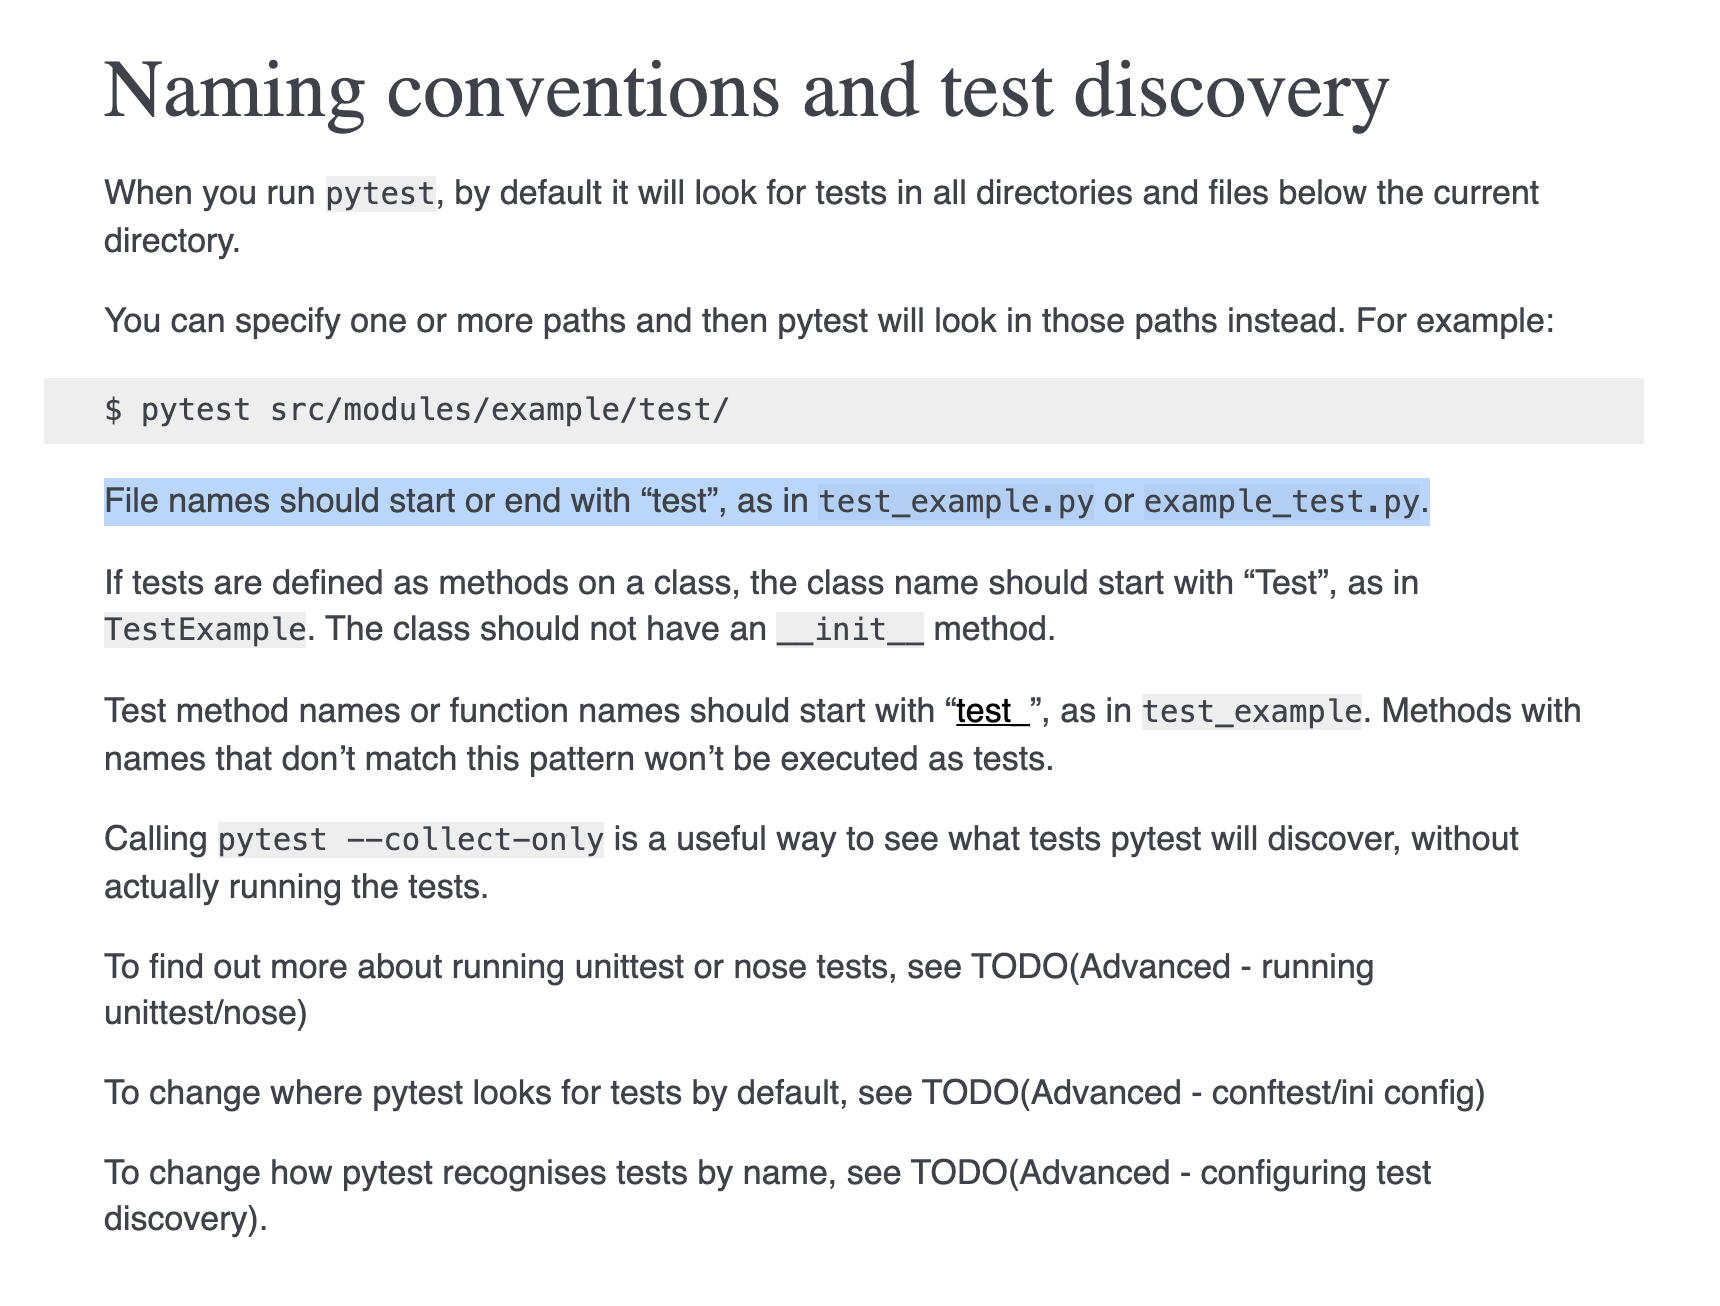 Naming conventions and test discovery
When you run pytest, by default it will look for tests in all directories and files below the current
directory.
You can specify one or more paths and then pytest will look in those paths instead. For example:
$ pytest src/modules/example/test/
File names should start or end with “test”, as in test_example.py or example_test.py.
If tests are defined as methods on a class, the class name should start with “Test”, as in
TestExample. The class should not have an __init__ method.
Test method names or function names should start with “test_”, as in test_example. Methods with
names that don’t match this pattern won’t be executed as tests.
Calling pytest --collect-only is a useful way to see what tests pytest will discover, without
actually running the tests.
To find out more about running unittest or nose tests, see TODO(Advanced - running
unittest/nose)
To change where pytest looks for tests by default, see TODO(Advanced - conftest/ini config)
To change how pytest recognises tests by name, see TODO(Advanced - configuring test
discovery).